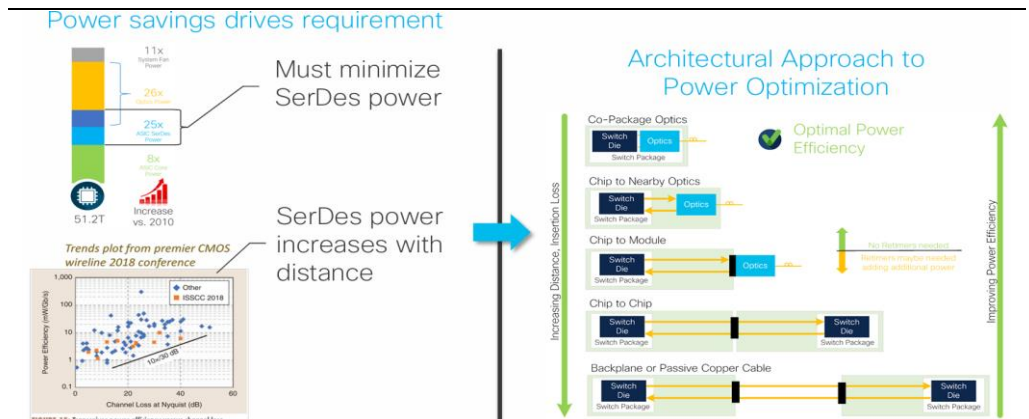 Power savings drives requirement
11x
System Fan
Power
26x
Optics Power
25x
ASIC SerDes
Power
8x
ASIC Core
Power
51.2T
Increase
vs. 2010
Must minimize
SerDes power
SerDes power
increases with
distance
Trends plot from premier CMOS
wireline 2018 conference
Power Efficiency (mW/Gb/s)
1,000
100
10
1
0.1
Other
ISSCC 2018
10x/30 dB
0
20
40
60
Channel Loss at Nyquist (dB)
Architectural Approach to
Power Optimization
Increasing Distance, Insertion Loss
Co-Package Optics
Switch
Die
Optics
Switch Package
Optimal Power
Efficiency
Chip to Nearby Optics
Switch
Die
Optics
Switch Package
Chip to Module
Switch
Die
Optics
Switch Package
No Retimers needed
Retimers maybe needed
adding additional power
Chip to Chip
Switch
Die
Switch
Die
Switch Package
Switch Package
Backplane or Passive Copper Cable
Switch
Die
Switch
Die
Switch Package
Switch Package
Improving Power Efficiency